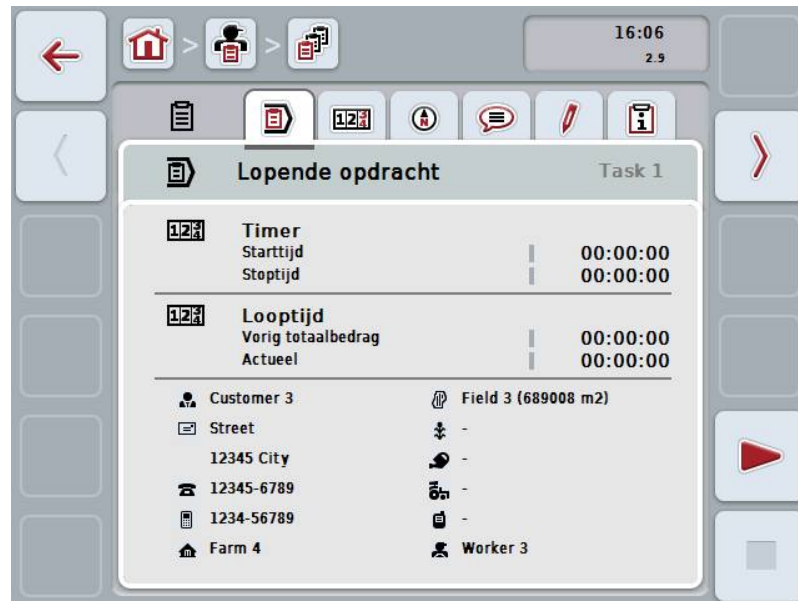 16:06
2.9
Lopende opdracht Task 1
Timer
Starttijd 00:00:00
Stoptijd 00:00:00
Looptijd
Vorig totaalbedrag 00:00:00
Actueel 00:00:00
Customer 3 Field 3 (689008 m2)
Street -
12345 City -
12345-6789 -
1234-56789 -
Farm 4 Worker 3